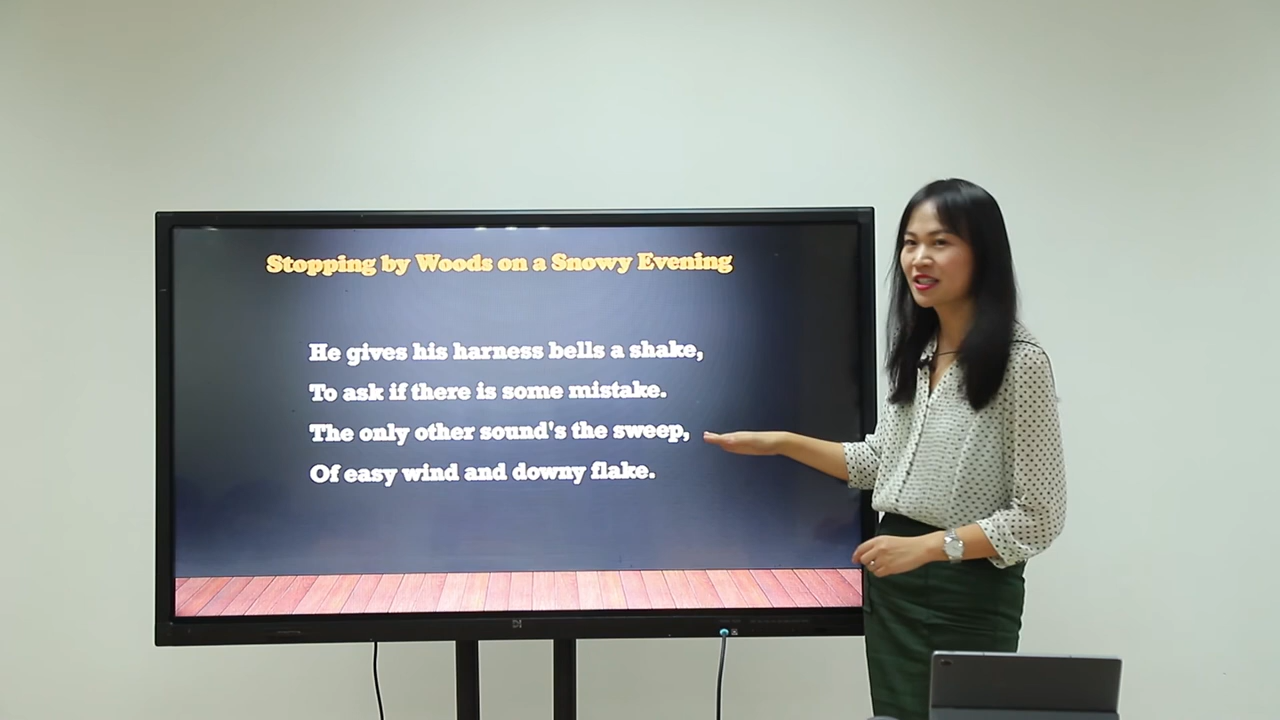 Stopping by Woods on a Snowy Evening
He gives his harness bells a shake,
To ask if there is some mistake.
The only other sound's the sweep,
Of easy wind and downy flake.